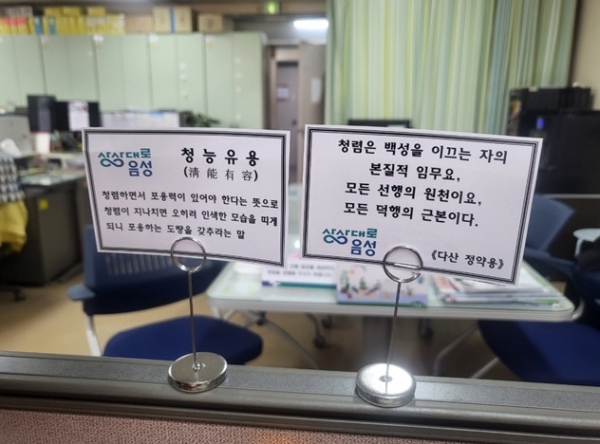 상상대로
음성
청능유용
(清能有容)
청렴하면서 포용력이 있어야 한다는 뜻으로
청렴이 지나치면 오히려 인색한 모습을 띠게
되니 포용하는 도량을 갖추라는 말
청렴은 백성을 이끄는 자의
본질적 임무요,
모든 선행의 원천이요,
모든 덕행의 근본이다.
상상대로
음성
《다산 정약용》